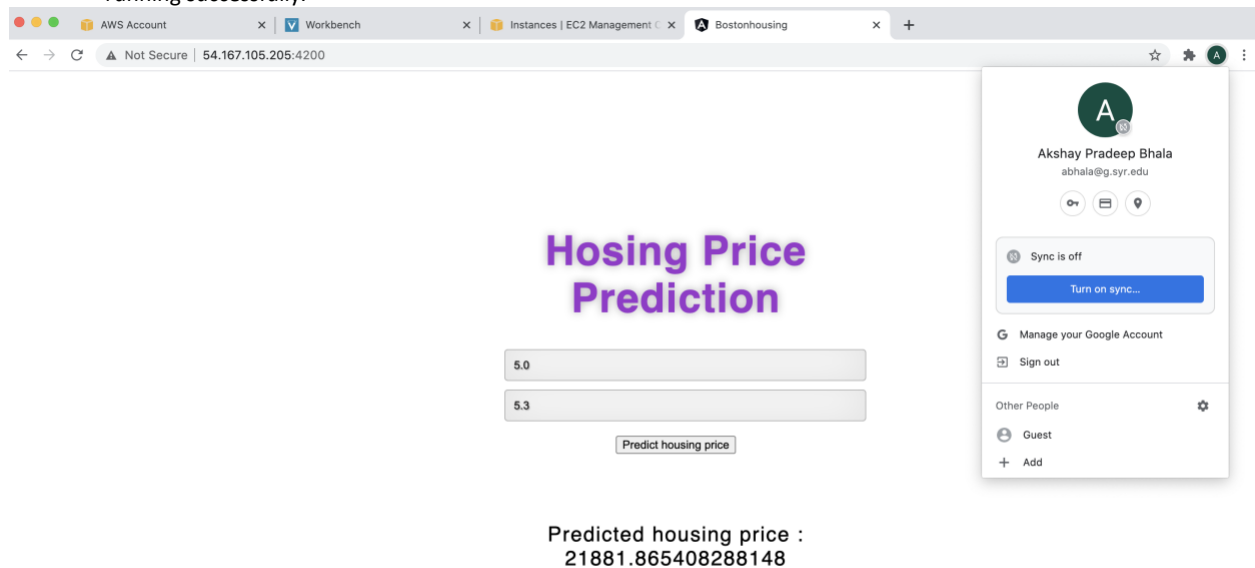 running successfully.
AWS Account
Workbench
Instances | EC2 Management C
Bostonhousing
Not Secure | 54.167.105.205:4200
A
A
Akshay Pradeep Bhala
abhala@g.syr.edu
Sync is off
Turn on sync...
G Manage your Google Account
Sign out
Other People
Guest
+ Add
Hosing Price
Prediction
5.0
5.3
Predict housing price
Predicted housing price :
21881.865408288148